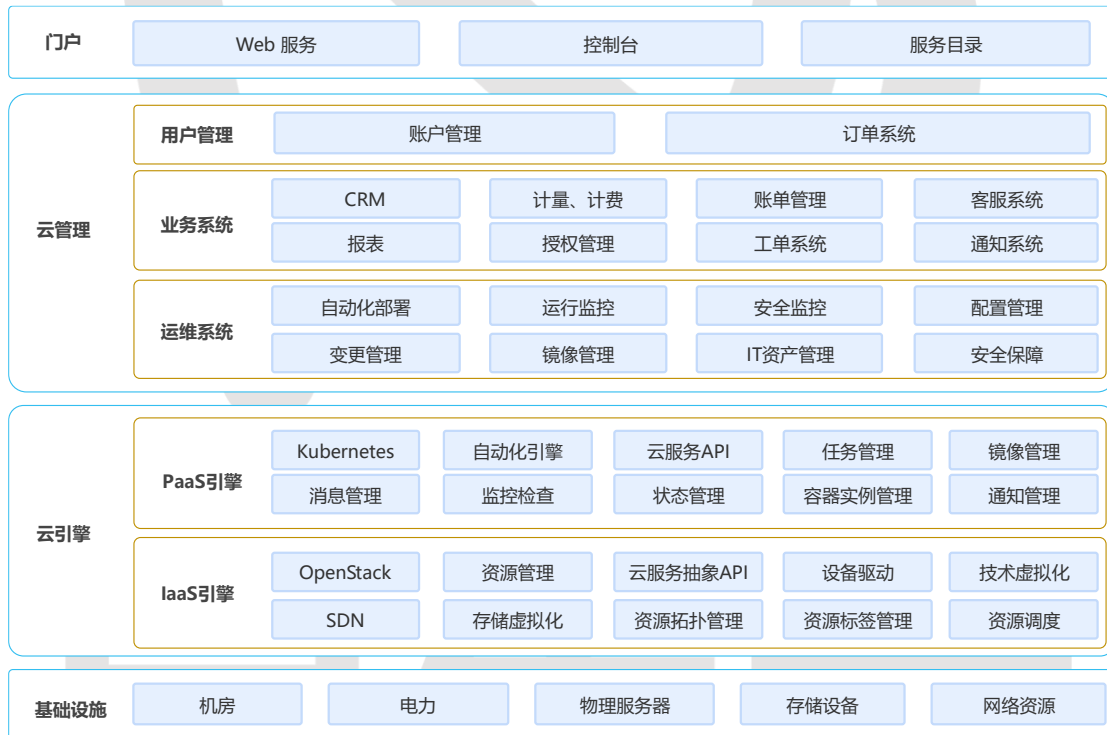 门户 Web 服务 控制台 服务目录
用户管理 账户管理 订单系统
云管理
业务系统
CRM 计量、计费 账单管理 客服系统
报表 授权管理 工单系统 通知系统
运维系统
自动化部署 运行监控 安全监控 配置管理
变更管理 镜像管理 IT资产管理 安全保障
云引擎
PaaS引擎
Kubernetes 自动化引擎 云服务API 任务管理 镜像管理
消息管理 监控检查 状态管理 容器实例管理 通知管理
IaaS引擎
OpenStack 资源管理 云服务抽象API 设备驱动 技术虚拟化
SDN 存储虚拟化 资源拓扑管理 资源标签管理 资源调度
基础设施 机房 电力 物理服务器 存储设备 网络资源